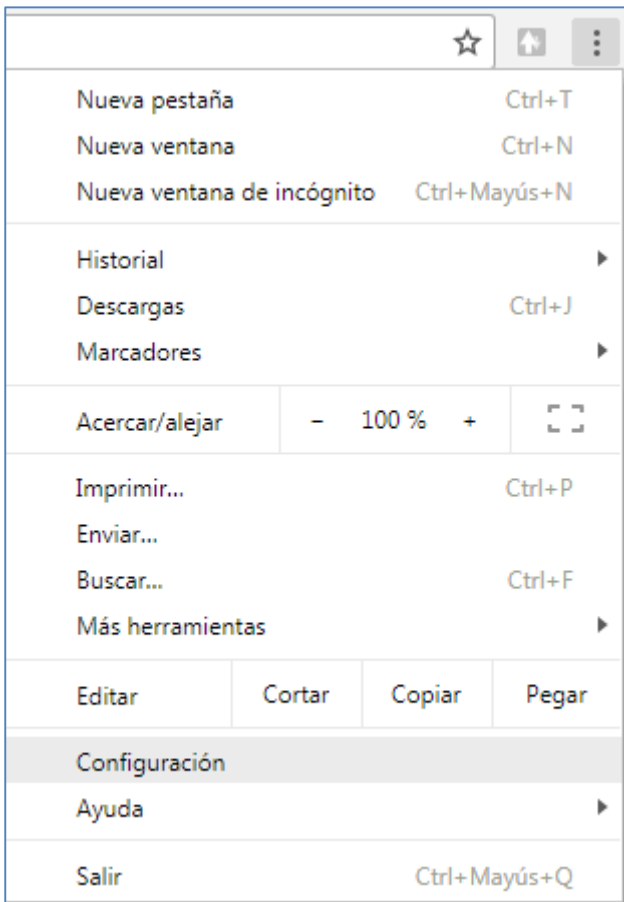 Nueva pestaña Ctrl+T
Nueva ventana Ctrl+N
Nueva ventana de incógnito Ctrl+Mayús+N
Historial
Descargas Ctrl+J
Marcadores
Acercar/alejar − 100 % +
Imprimir... Ctrl+P
Enviar...
Buscar... Ctrl+F
Más herramientas
Editar Cortar Copiar Pegar
Configuración
Ayuda
Salir Ctrl+Mayús+Q